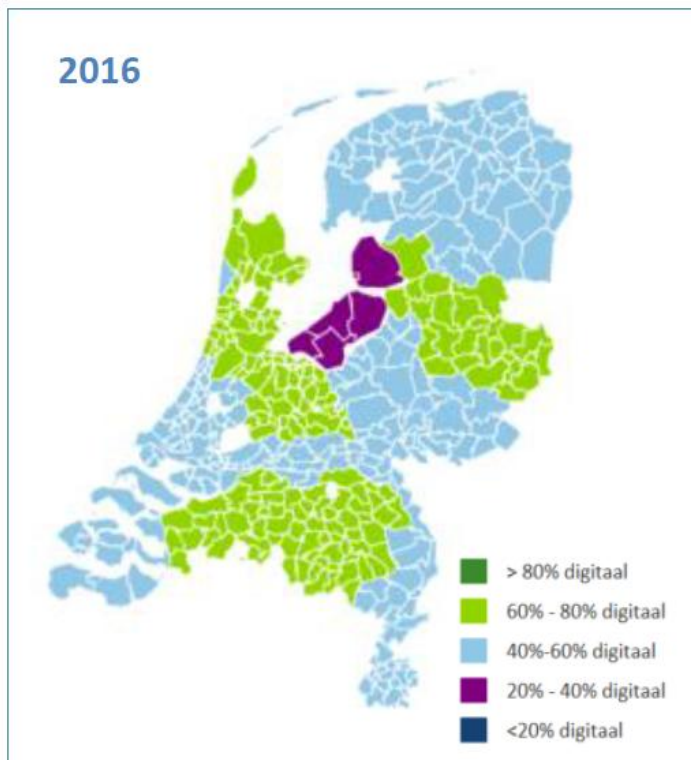 2016
> 80% digitaal
60% - 80% digitaal
40%-60% digitaal
20% - 40% digitaal
<20% digitaal